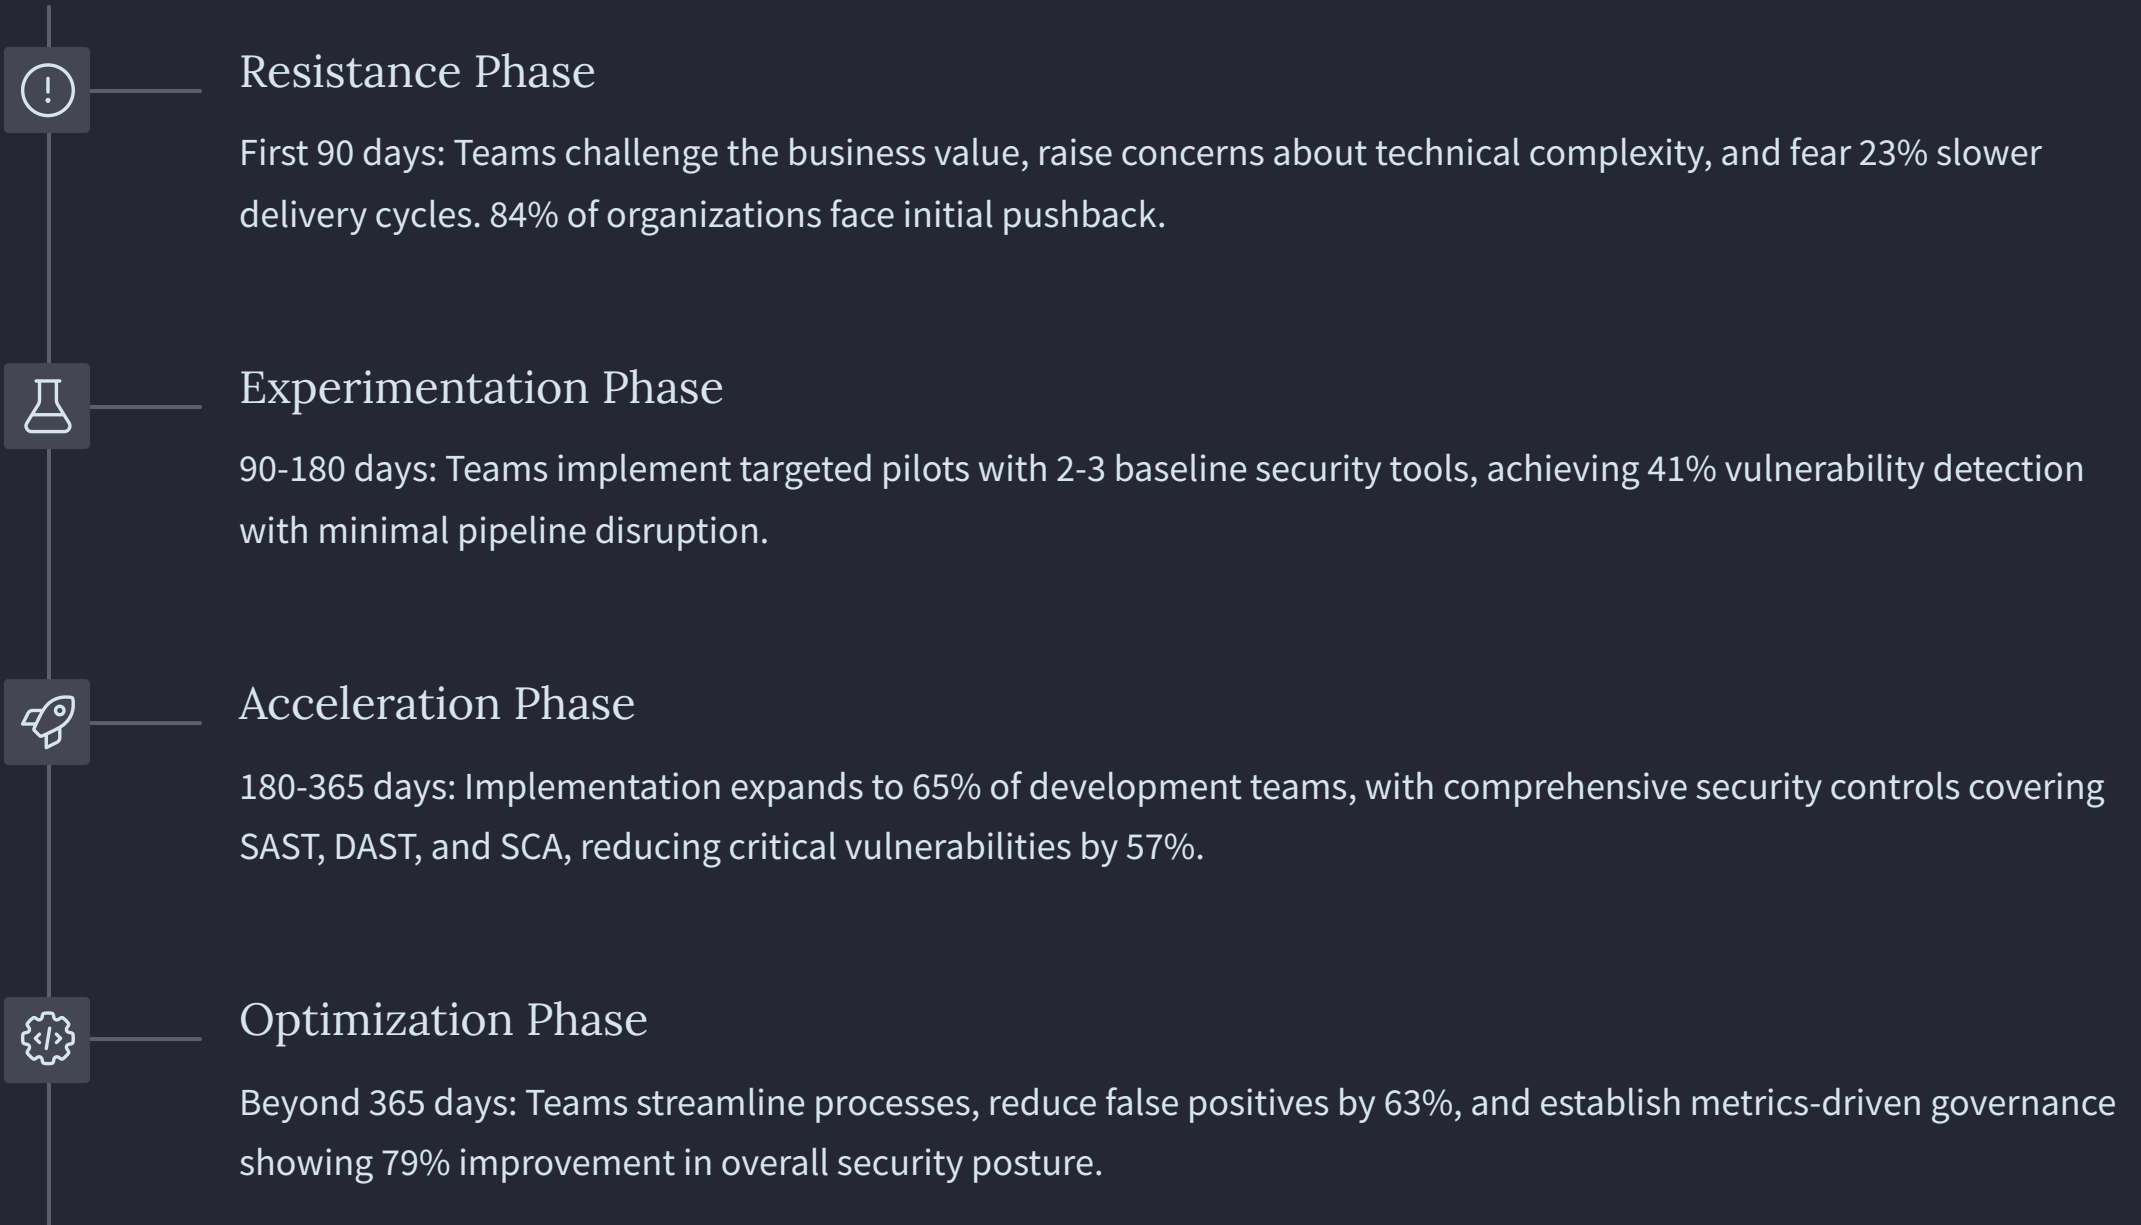 Resistance Phase
First 90 days: Teams challenge the business value, raise concerns about technical complexity, and fear 23% slower
delivery cycles. 84% of organizations face initial pushback.
Experimentation Phase
90-180 days: Teams implement targeted pilots with 2-3 baseline security tools, achieving 41% vulnerability detection
with minimal pipeline disruption.
Acceleration Phase
180-365 days: Implementation expands to 65% of development teams, with comprehensive security controls covering
SAST, DAST, and SCA, reducing critical vulnerabilities by 57%.
Optimization Phase
Beyond 365 days: Teams streamline processes, reduce false positives by 63%, and establish metrics-driven governance
showing 79% improvement in overall security posture.